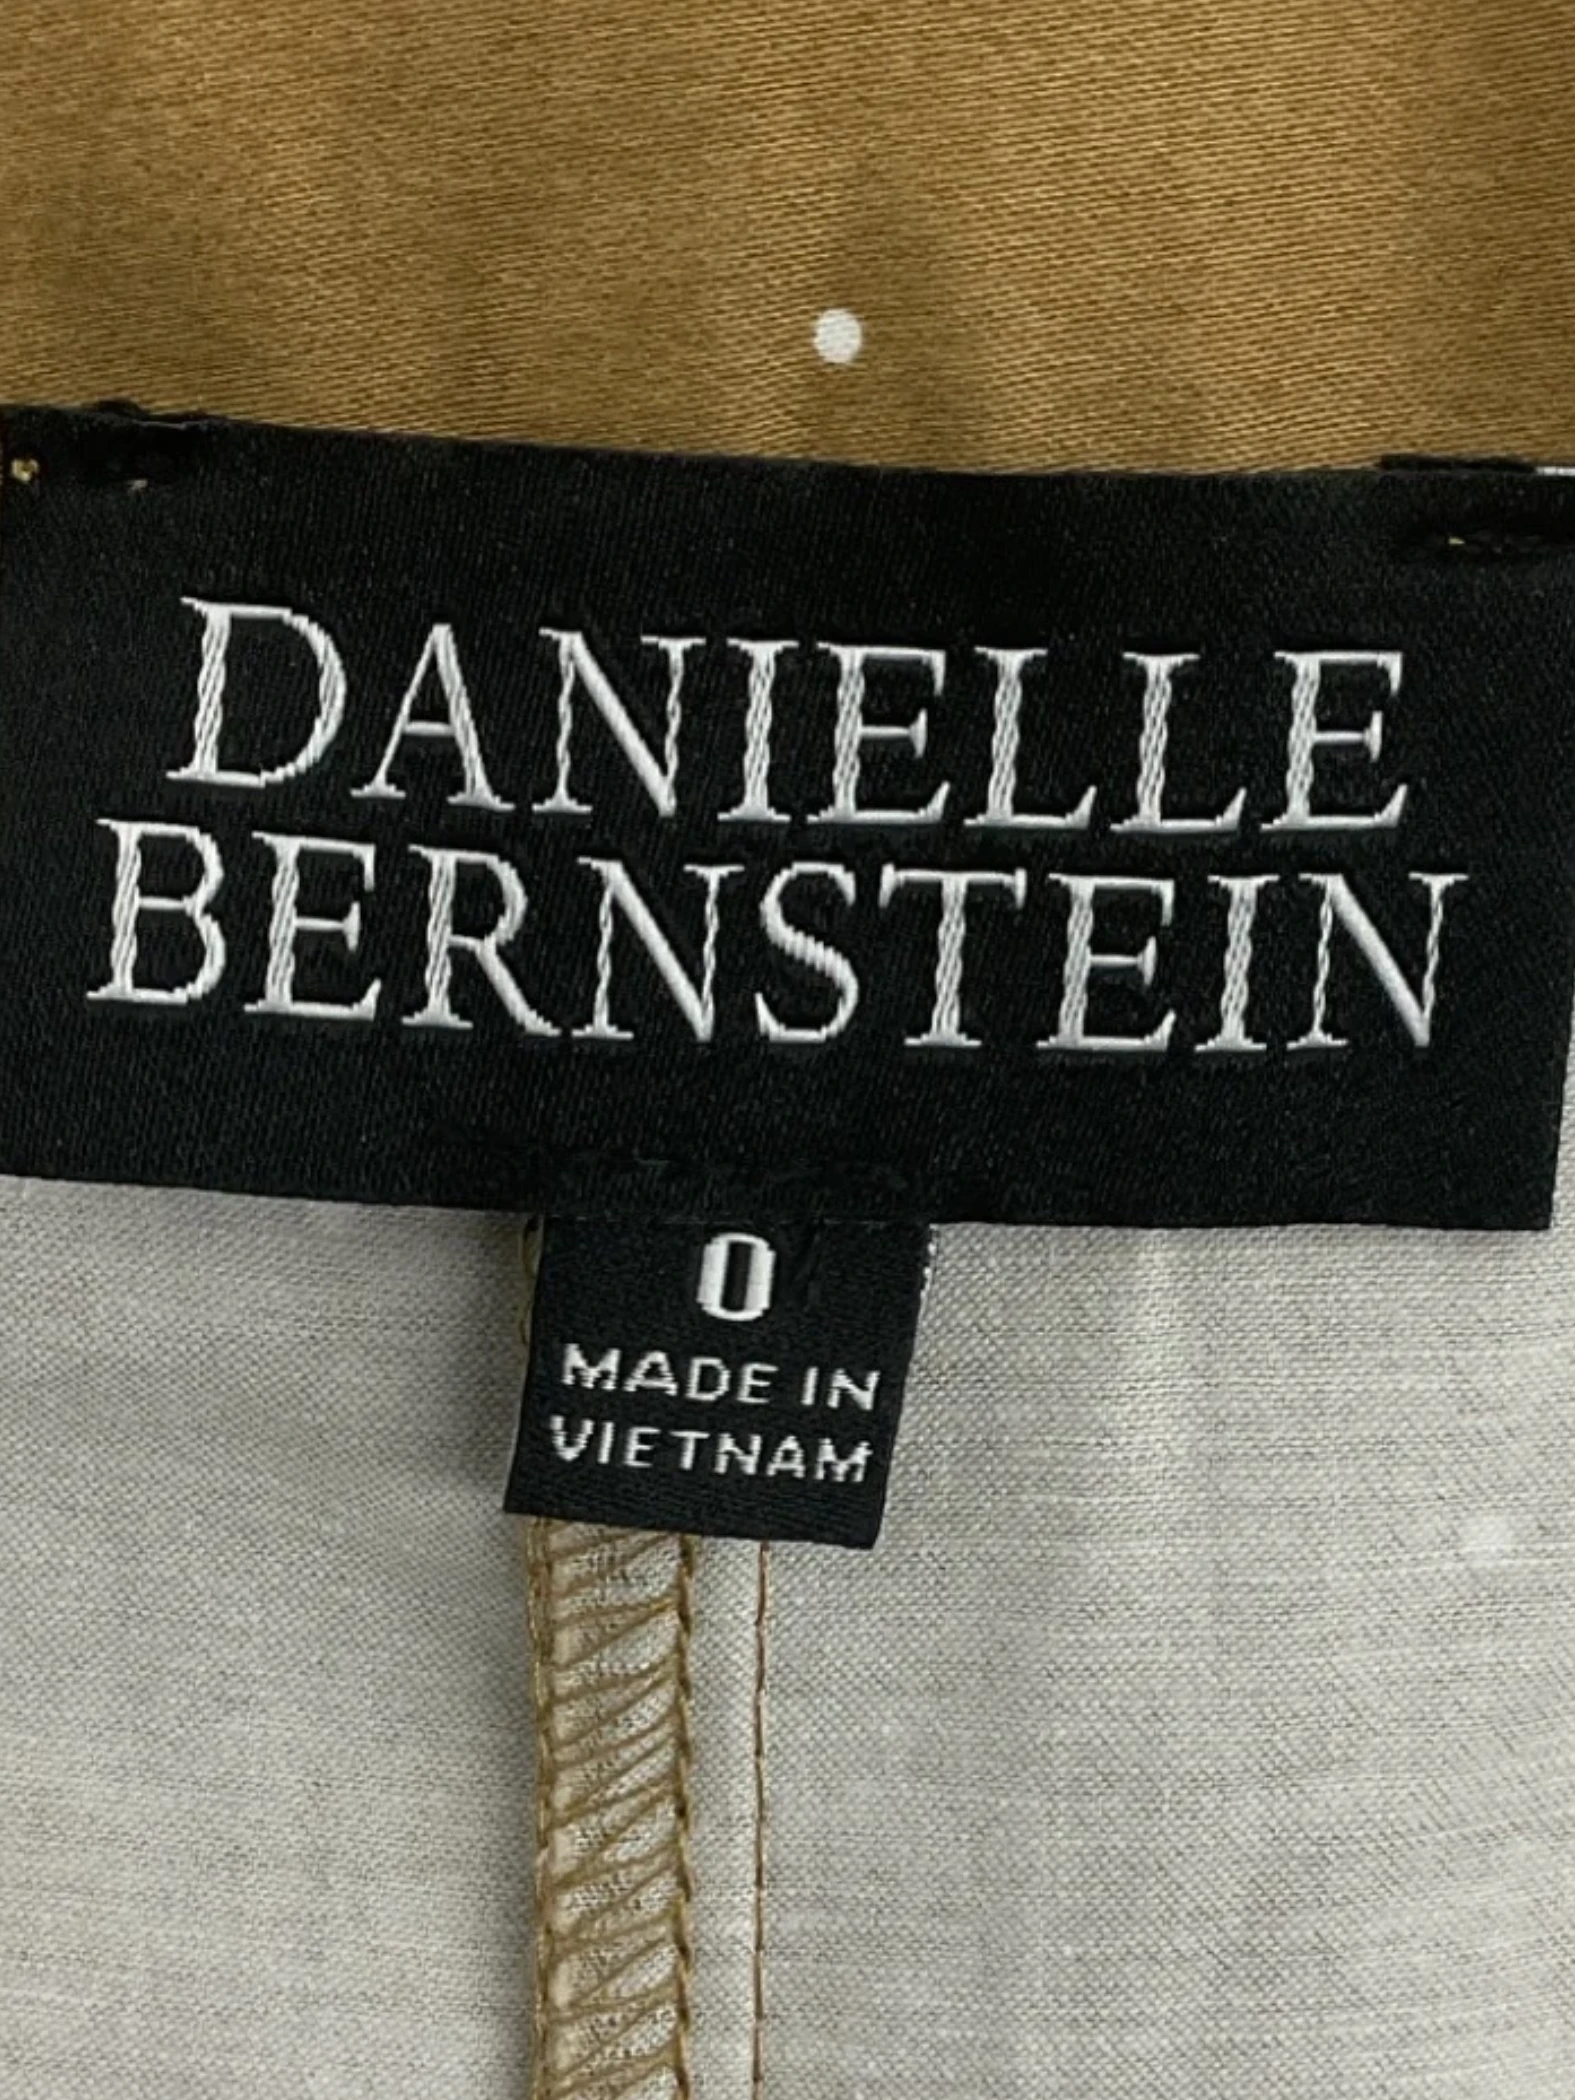 DANIELLE
BERNSTEIN
0
MADE IN
VIETNAM